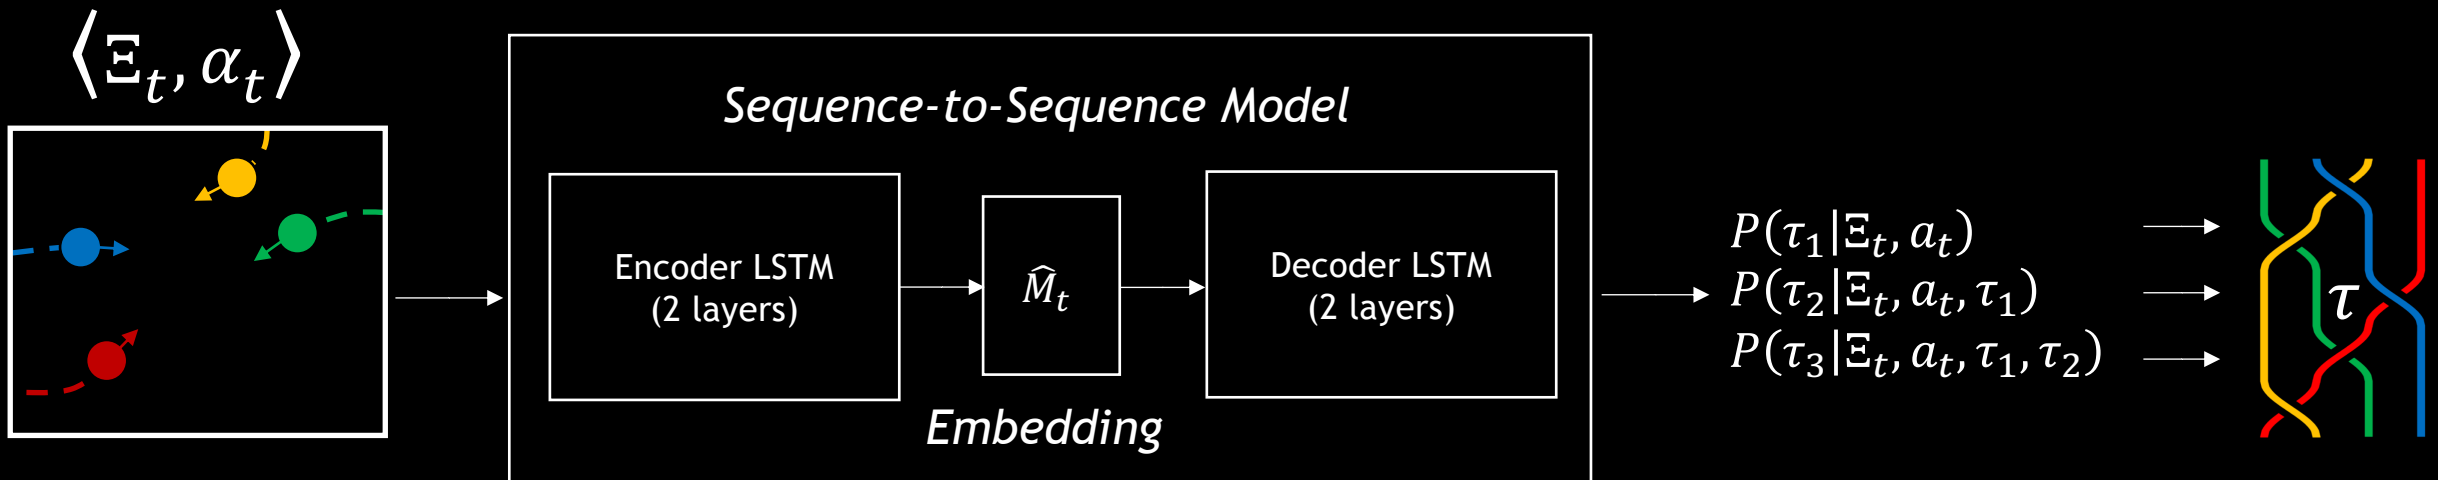 ⟨Ξ_t, α_t⟩
Sequence-to-Sequence Model
Encoder LSTM
(2 layers)
M̂_t
Decoder LSTM
(2 layers)
Embedding
P(τ_1|Ξ_t, a_t)
P(τ_2|Ξ_t, a_t, τ_1)
P(τ_3|Ξ_t, a_t, τ_1, τ_2)
τ